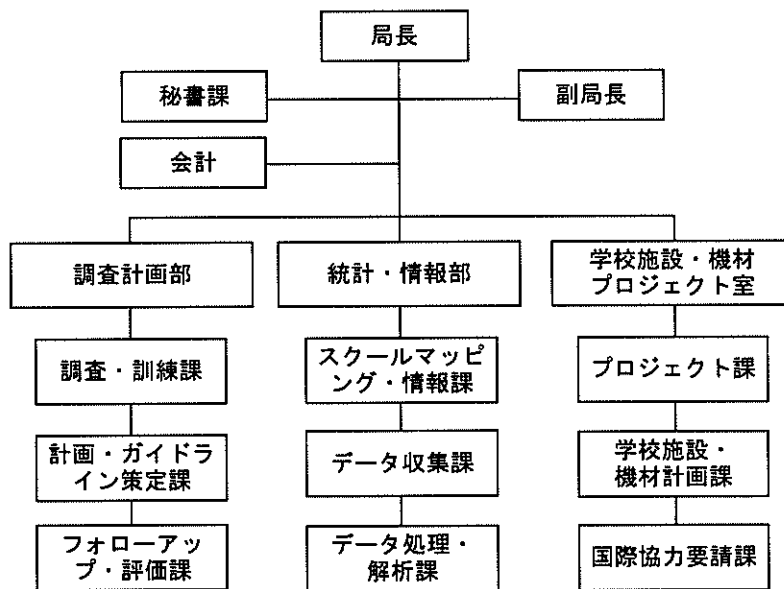 局長
秘書課
副局長
会計
調査計画部
統計・情報部
学校施設・機材
プロジェクト室
調査・訓練課
スクールマッピ
ング・情報課
プロジェクト課
計画・ガイドラ
イン策定課
データ収集課
学校施設・
機材計画課
フォローアッ
プ・評価課
データ処理・
解析課
国際協力要請課